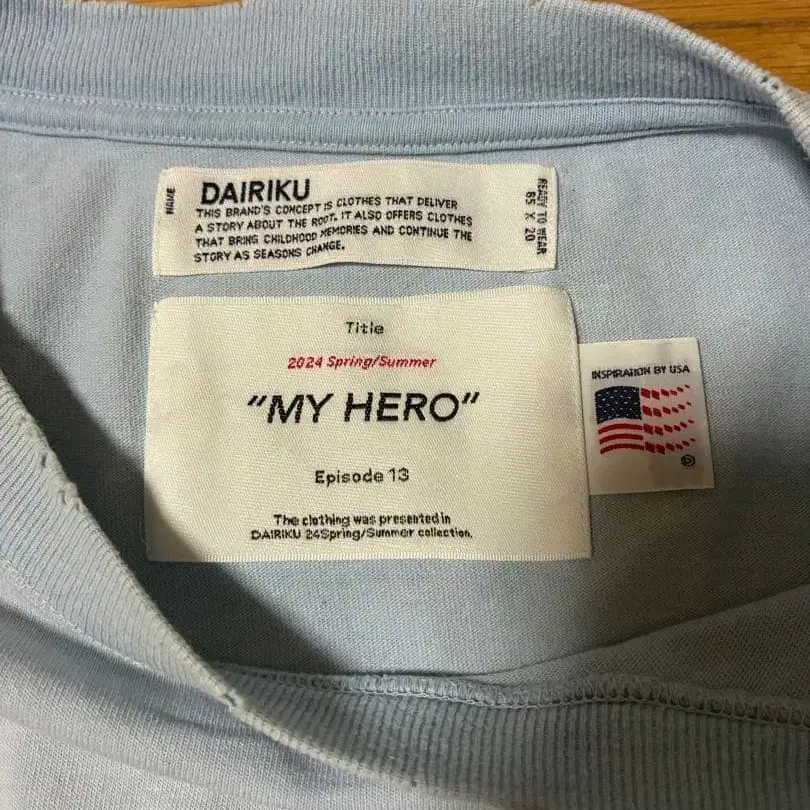 NAME
DAIRIKU
THIS BRAND'S CONCEPT IS CLOTHES THAT DELIVER
A STORY ABOUT THE ROOT. IT ALSO OFFERS CLOTHES
THAT BRING CHILDHOOD MEMORIES AND CONTINUE THE
STORY AS SEASONS CHANGE.
READY TO WEAR
65 X 20
Title
2024 Spring/Summer
"MY HERO"
Episode 13
The clothing was presented in
DAIRIKU 24Spring/Summer collection.
INSPIRATION BY USA